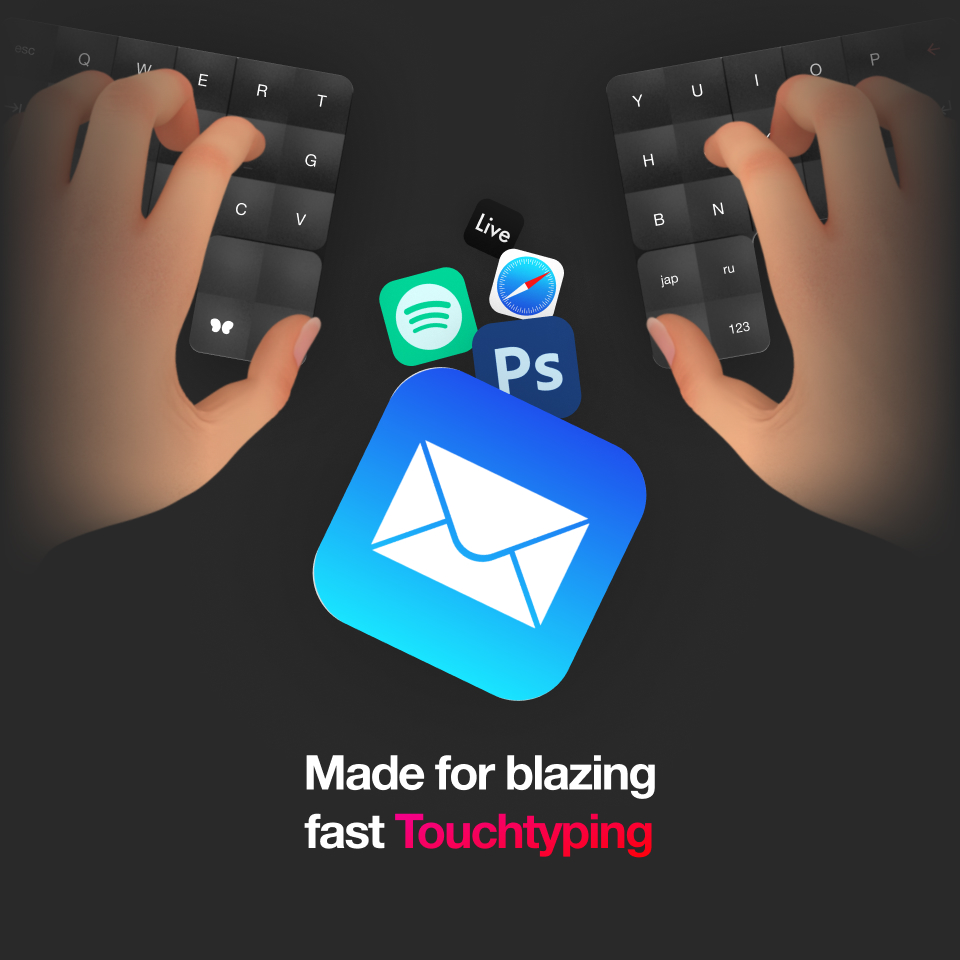 esc Q W E R T
G
C V
Y U I O P
H
B N
jap ru
123
Live
Ps
Made for blazing
fast Touchtyping